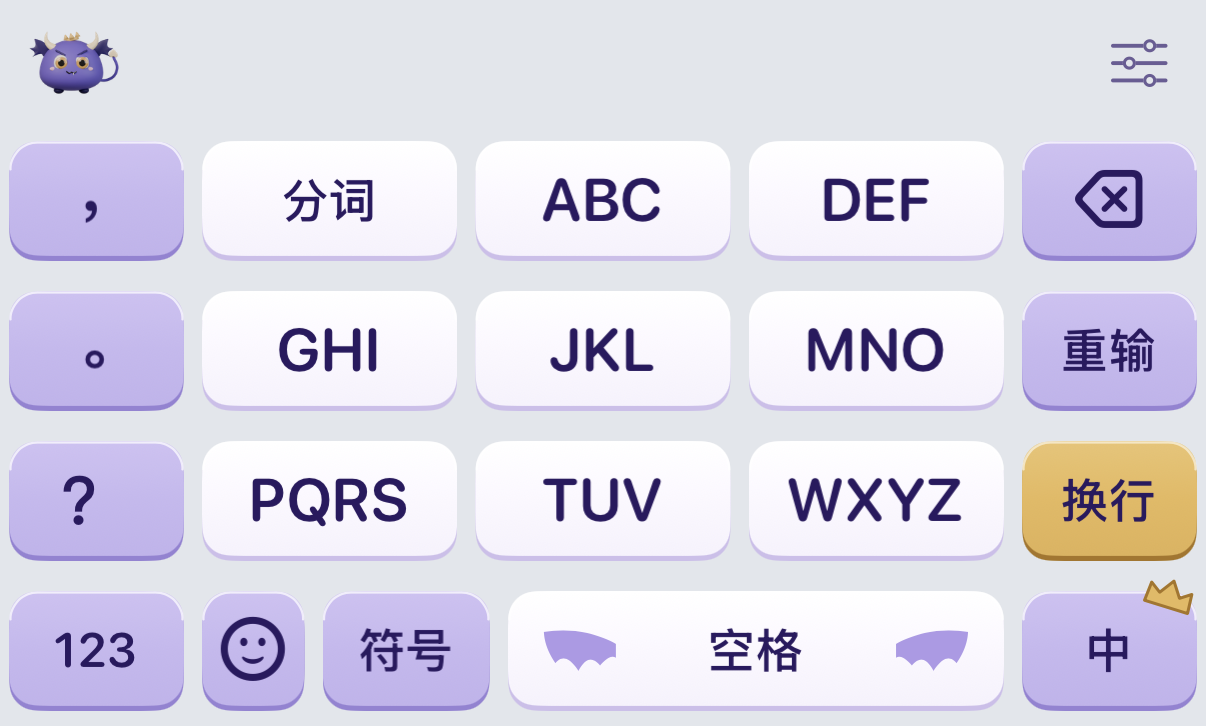 ， 分词 ABC DEF
。 GHI JKL MNO 重输
? PQRS TUV WXYZ 换行
123 符号 空格 中